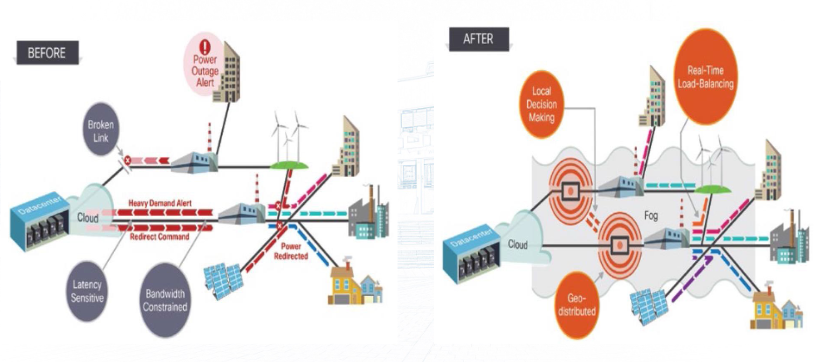 BEFORE
Power
Outage
Alert
Broken
Link
Datacenter
Cloud
Heavy Demand Alert
Redirect Command
Power
Redirected
Latency
Sensitive
Bandwidth
Constrained
AFTER
Local
Decision
Making
Real-Time
Load-Balancing
Datacenter
Cloud
Fog
Geo-
distributed